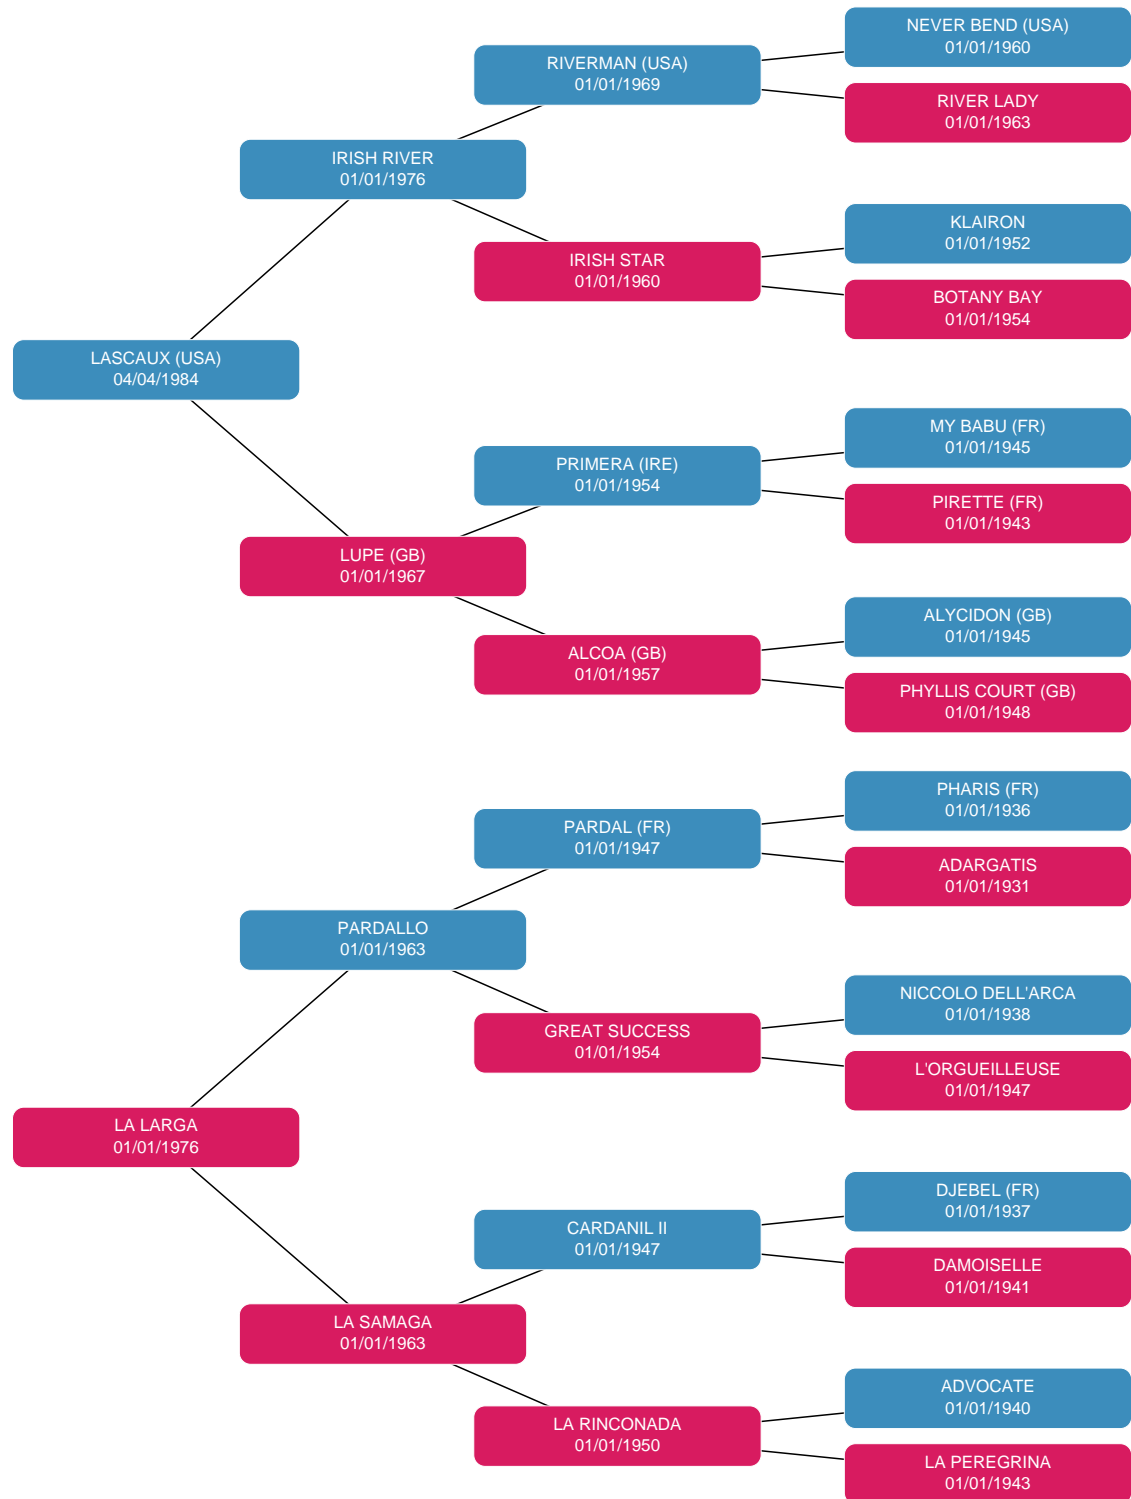 NEVER BEND (USA)
01/01/1960
RIVERMAN (USA)
01/01/1969
RIVER LADY
01/01/1963
IRISH RIVER
01/01/1976
KLAIRON
01/01/1952
IRISH STAR
01/01/1960
BOTANY BAY
01/01/1954
LASCAUX (USA)
04/04/1984
MY BABU (FR)
01/01/1945
PRIMERA (IRE)
01/01/1954
PIRETTE (FR)
01/01/1943
LUPE (GB)
01/01/1967
ALYCIDON (GB)
01/01/1945
ALCOA (GB)
01/01/1957
PHYLLIS COURT (GB)
01/01/1948
PHARIS (FR)
01/01/1936
PARDAL (FR)
01/01/1947
ADARGATIS
01/01/1931
PARDALLO
01/01/1963
NICCOLO DELL'ARCA
01/01/1938
GREAT SUCCESS
01/01/1954
L'ORGUEILLEUSE
01/01/1947
LA LARGA
01/01/1976
DJEBEL (FR)
01/01/1937
CARDANIL II
01/01/1947
DAMOISELLE
01/01/1941
LA SAMAGA
01/01/1963
ADVOCATE
01/01/1940
LA RINCONADA
01/01/1950
LA PEREGRINA
01/01/1943